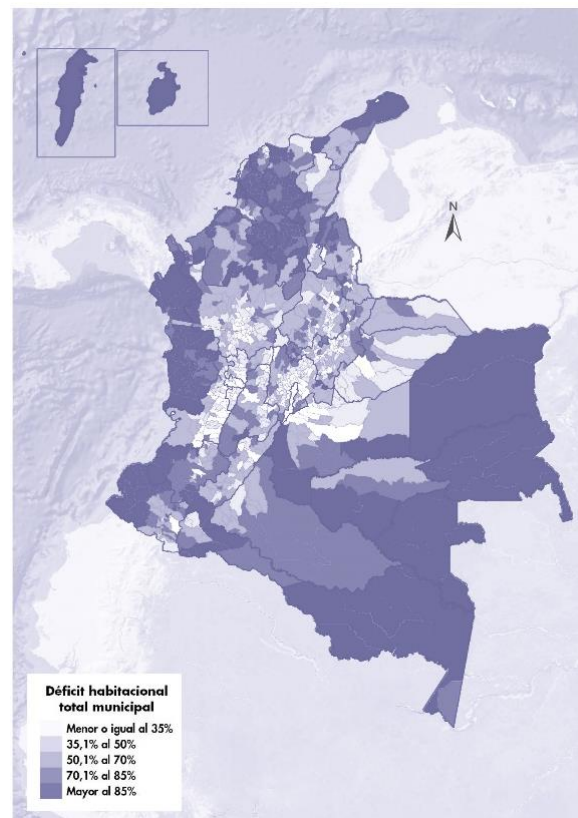 N
Déficit habitacional
total municipal
Menor o igual al 35%
35,1% al 50%
50,1% al 70%
70,1% al 85%
Mayor al 85%